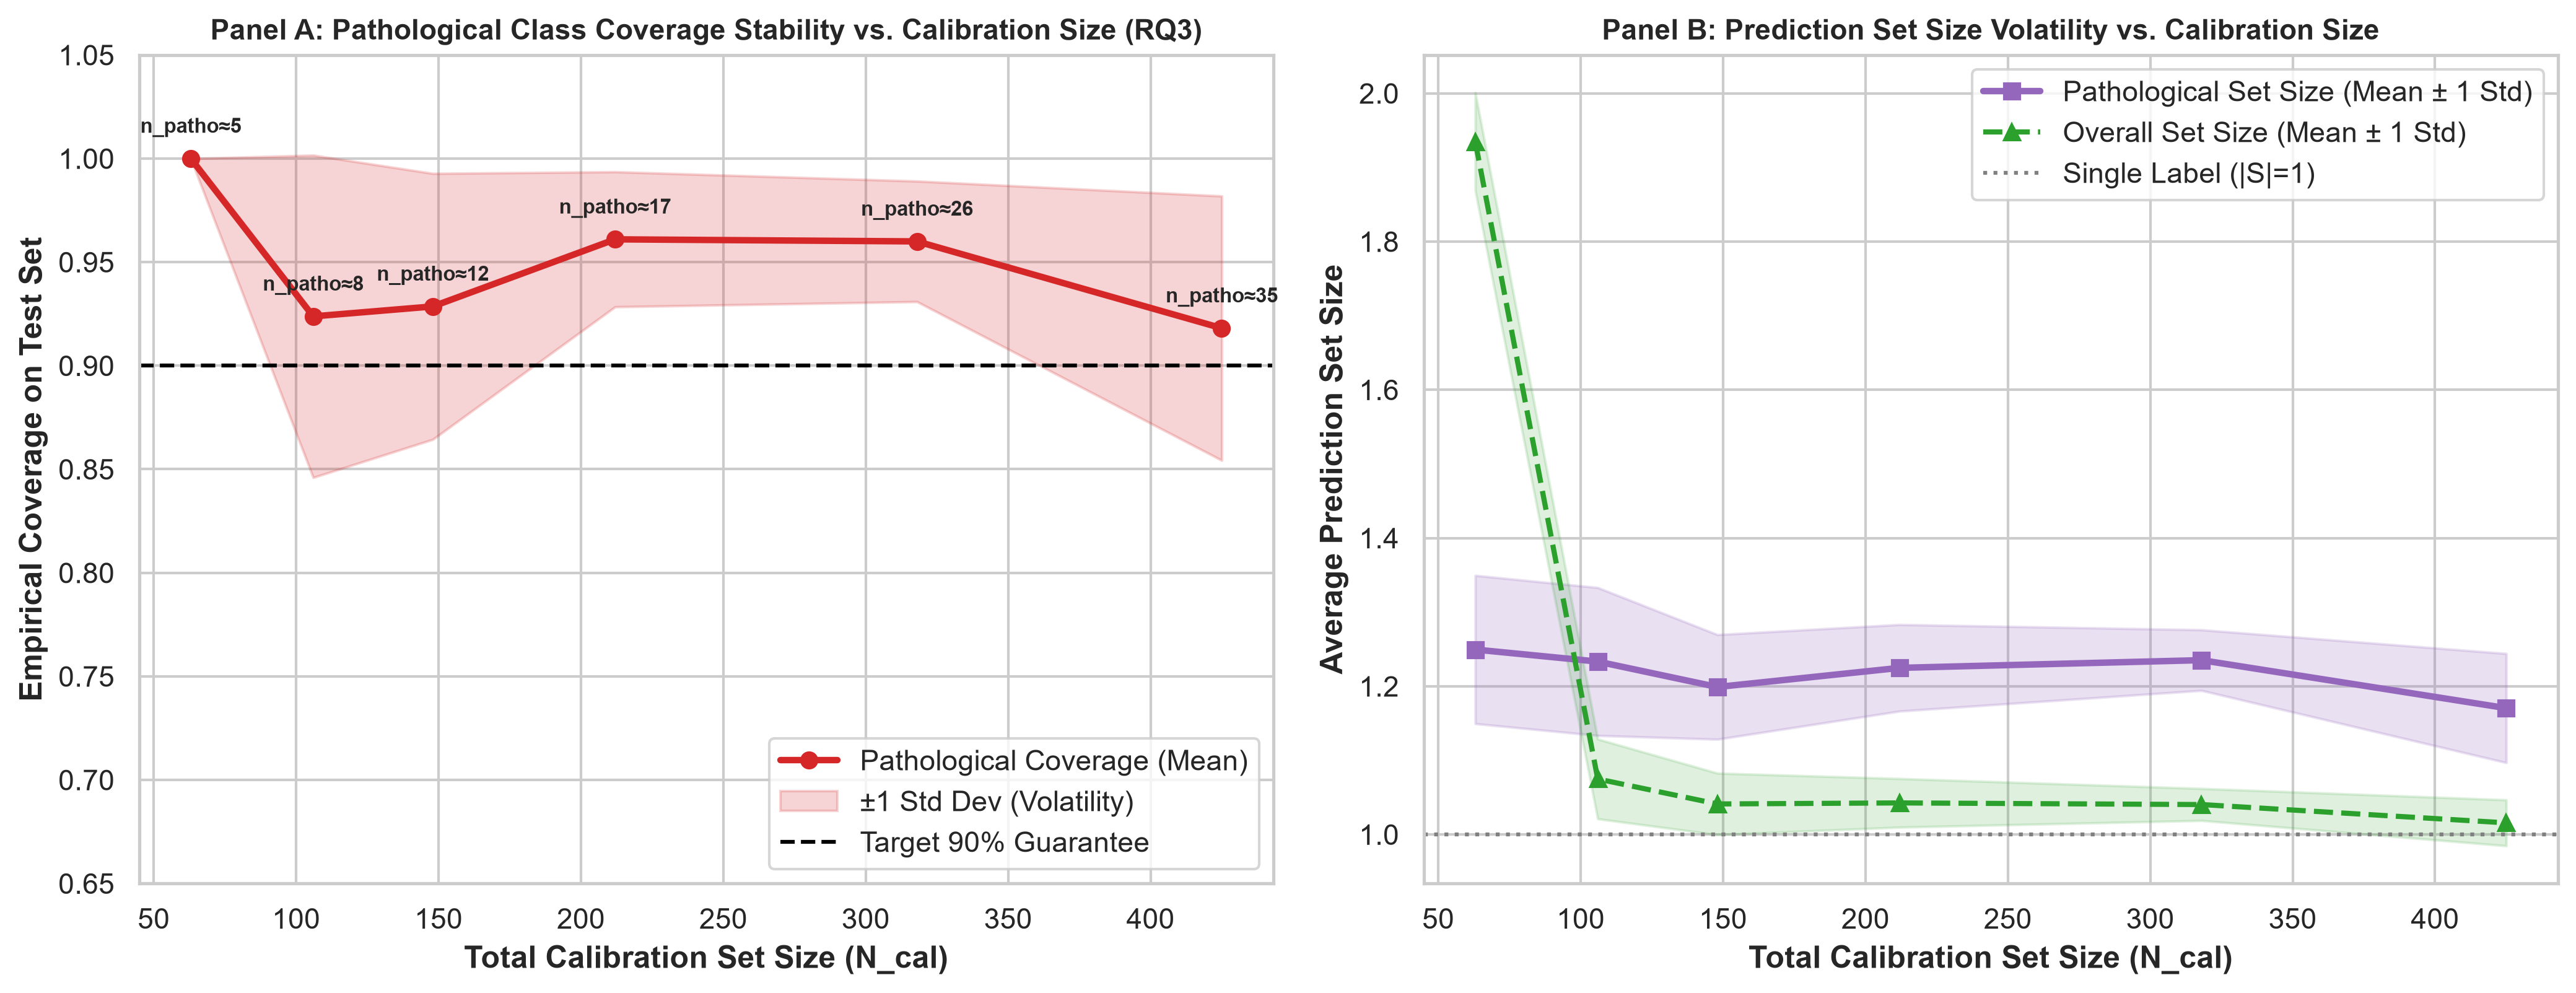 Panel A: Pathological Class Coverage Stability vs. Calibration Size (RQ3)
1.05
1.00
0.95
0.90
0.85
0.80
0.75
0.70
0.65
Empirical Coverage on Test Set
n_patho≈5
n_patho≈8
n_patho≈12
n_patho≈17
n_patho≈26
n_patho≈35
Pathological Coverage (Mean)
±1 Std Dev (Volatility)
Target 90% Guarantee
50 100 150 200 250 300 350 400
Total Calibration Set Size (N_cal)
Panel B: Prediction Set Size Volatility vs. Calibration Size
2.0
1.8
1.6
1.4
1.2
1.0
Average Prediction Set Size
Pathological Set Size (Mean ± 1 Std)
Overall Set Size (Mean ± 1 Std)
Single Label (|S|=1)
50 100 150 200 250 300 350 400
Total Calibration Set Size (N_cal)